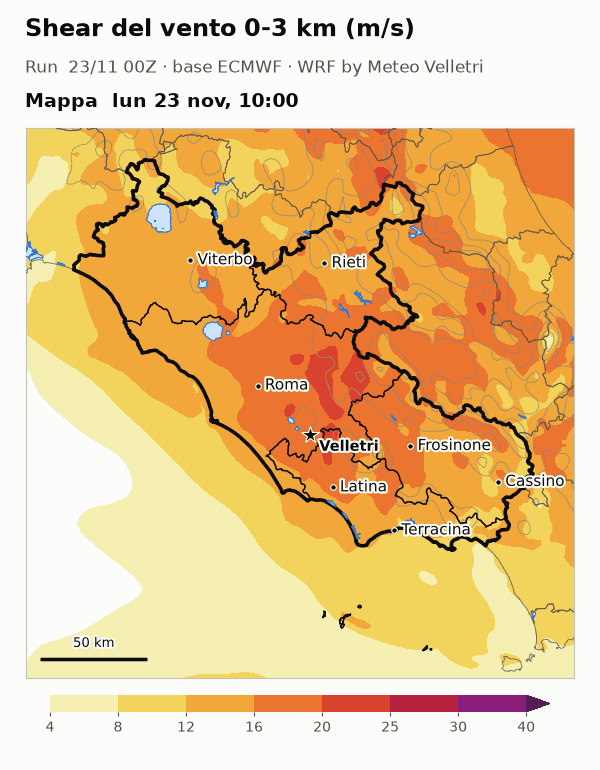 Shear del vento 0-3 km (m/s)
Run  23/11 00Z · base ECMWF · WRF by Meteo Velletri
Mappa  lun 23 nov, 10:00
Viterbo
Rieti
Roma
Velletri
Frosinone
Latina
Cassino
Terracina
50 km
4 8 12 16 20 25 30 40